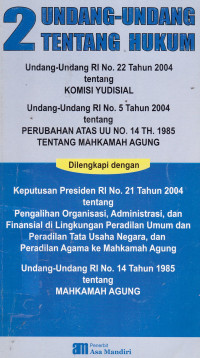 2 UNDANG-UNDANG
TENTANG HUKUM
Undang-Undang RI No. 22 Tahun 2004
tentang
KOMISI YUDISIAL
Undang-Undang RI No. 5 Tahun 2004
tentang
PERUBAHAN ATAS UU NO. 14 TH. 1985
TENTANG MAHKAMAH AGUNG
Dilengkapi dengan
Keputusan Presiden RI No. 21 Tahun 2004
tentang
Pengalihan Organisasi, Administrasi, dan
Finansial di Lingkungan Peradilan Umum dan
Peradilan Tata Usaha Negara, dan
Peradilan Agama ke Mahkamah Agung
Undang-Undang RI No. 14 Tahun 1985
tentang
MAHKAMAH AGUNG
am Penerbit
Asa Mandiri